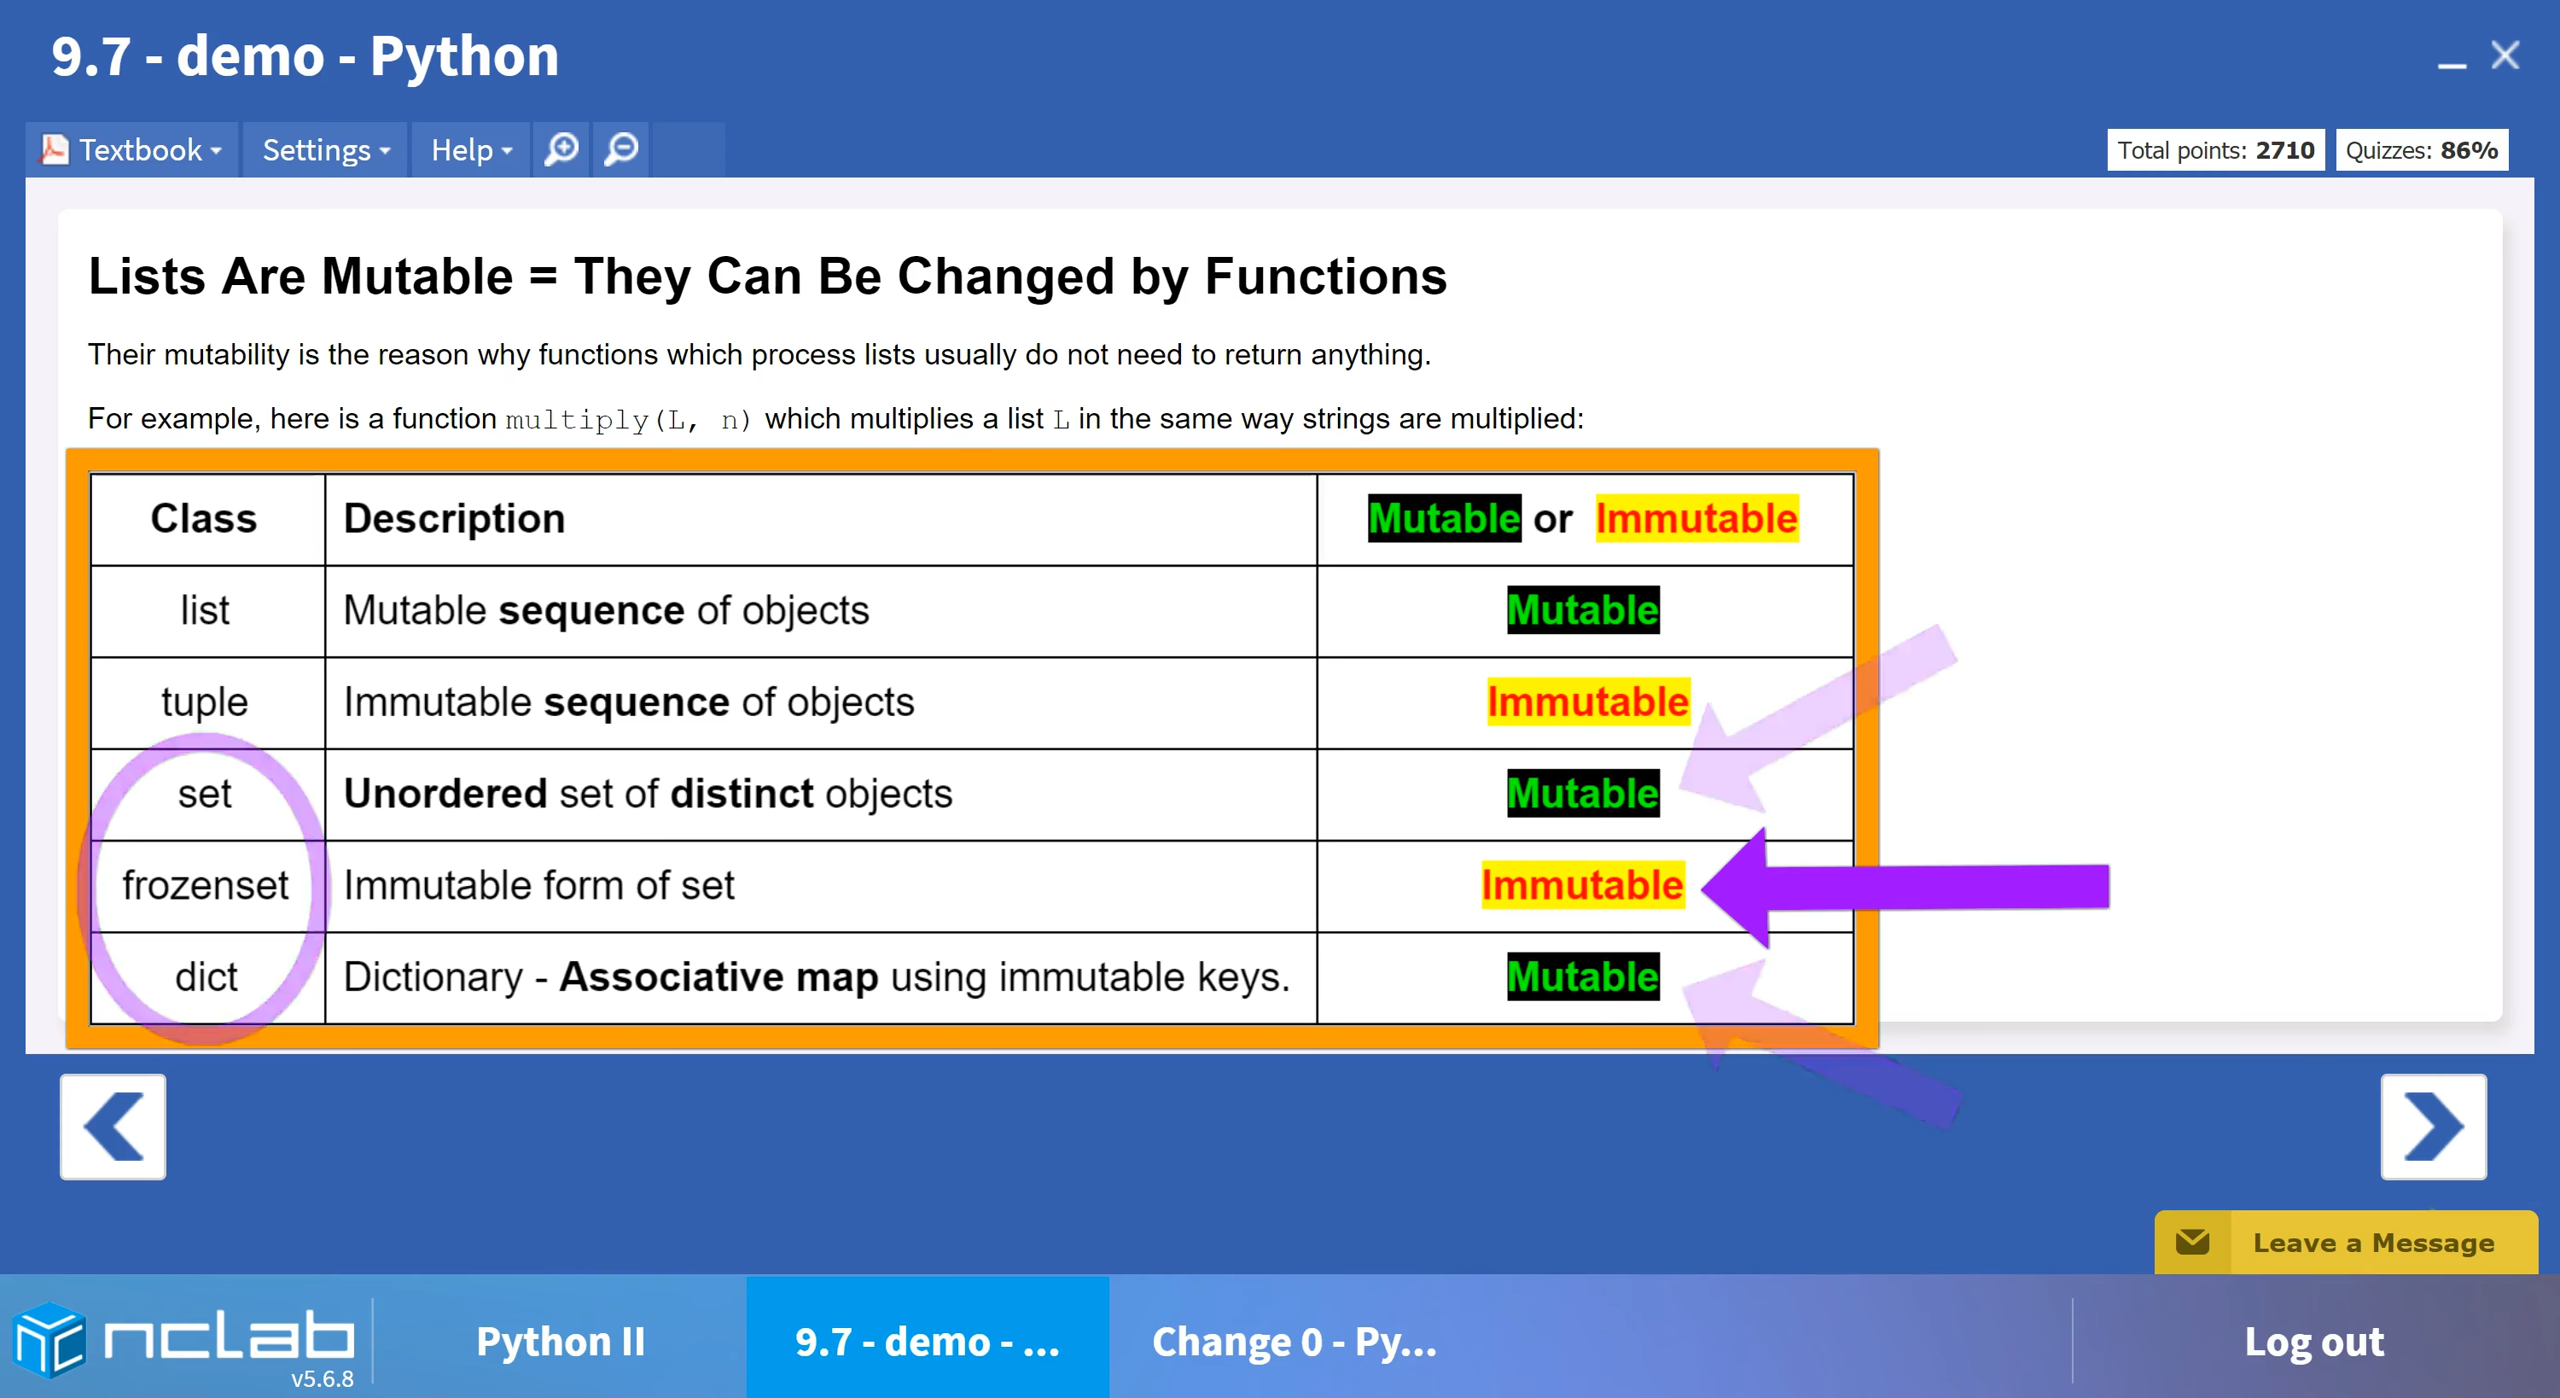 9.7 - demo - Python
Textbook
Settings
Help
Total points: 2710
Quizzes: 86%
Lists Are Mutable = They Can Be Changed by Functions
Their mutability is the reason why functions which process lists usually do not need to return anything.
For example, here is a function multiply(L, n) which multiplies a list L in the same way strings are multiplied:
Class Description Mutable or Immutable
list Mutable sequence of objects Mutable
tuple Immutable sequence of objects Immutable
set Unordered set of distinct objects Mutable
frozenset Immutable form of set Immutable
dict Dictionary - Associative map using immutable keys. Mutable
Leave a Message
nclab
v5.6.8
Python II
9.7 - demo - ...
Change 0 - Py...
Log out